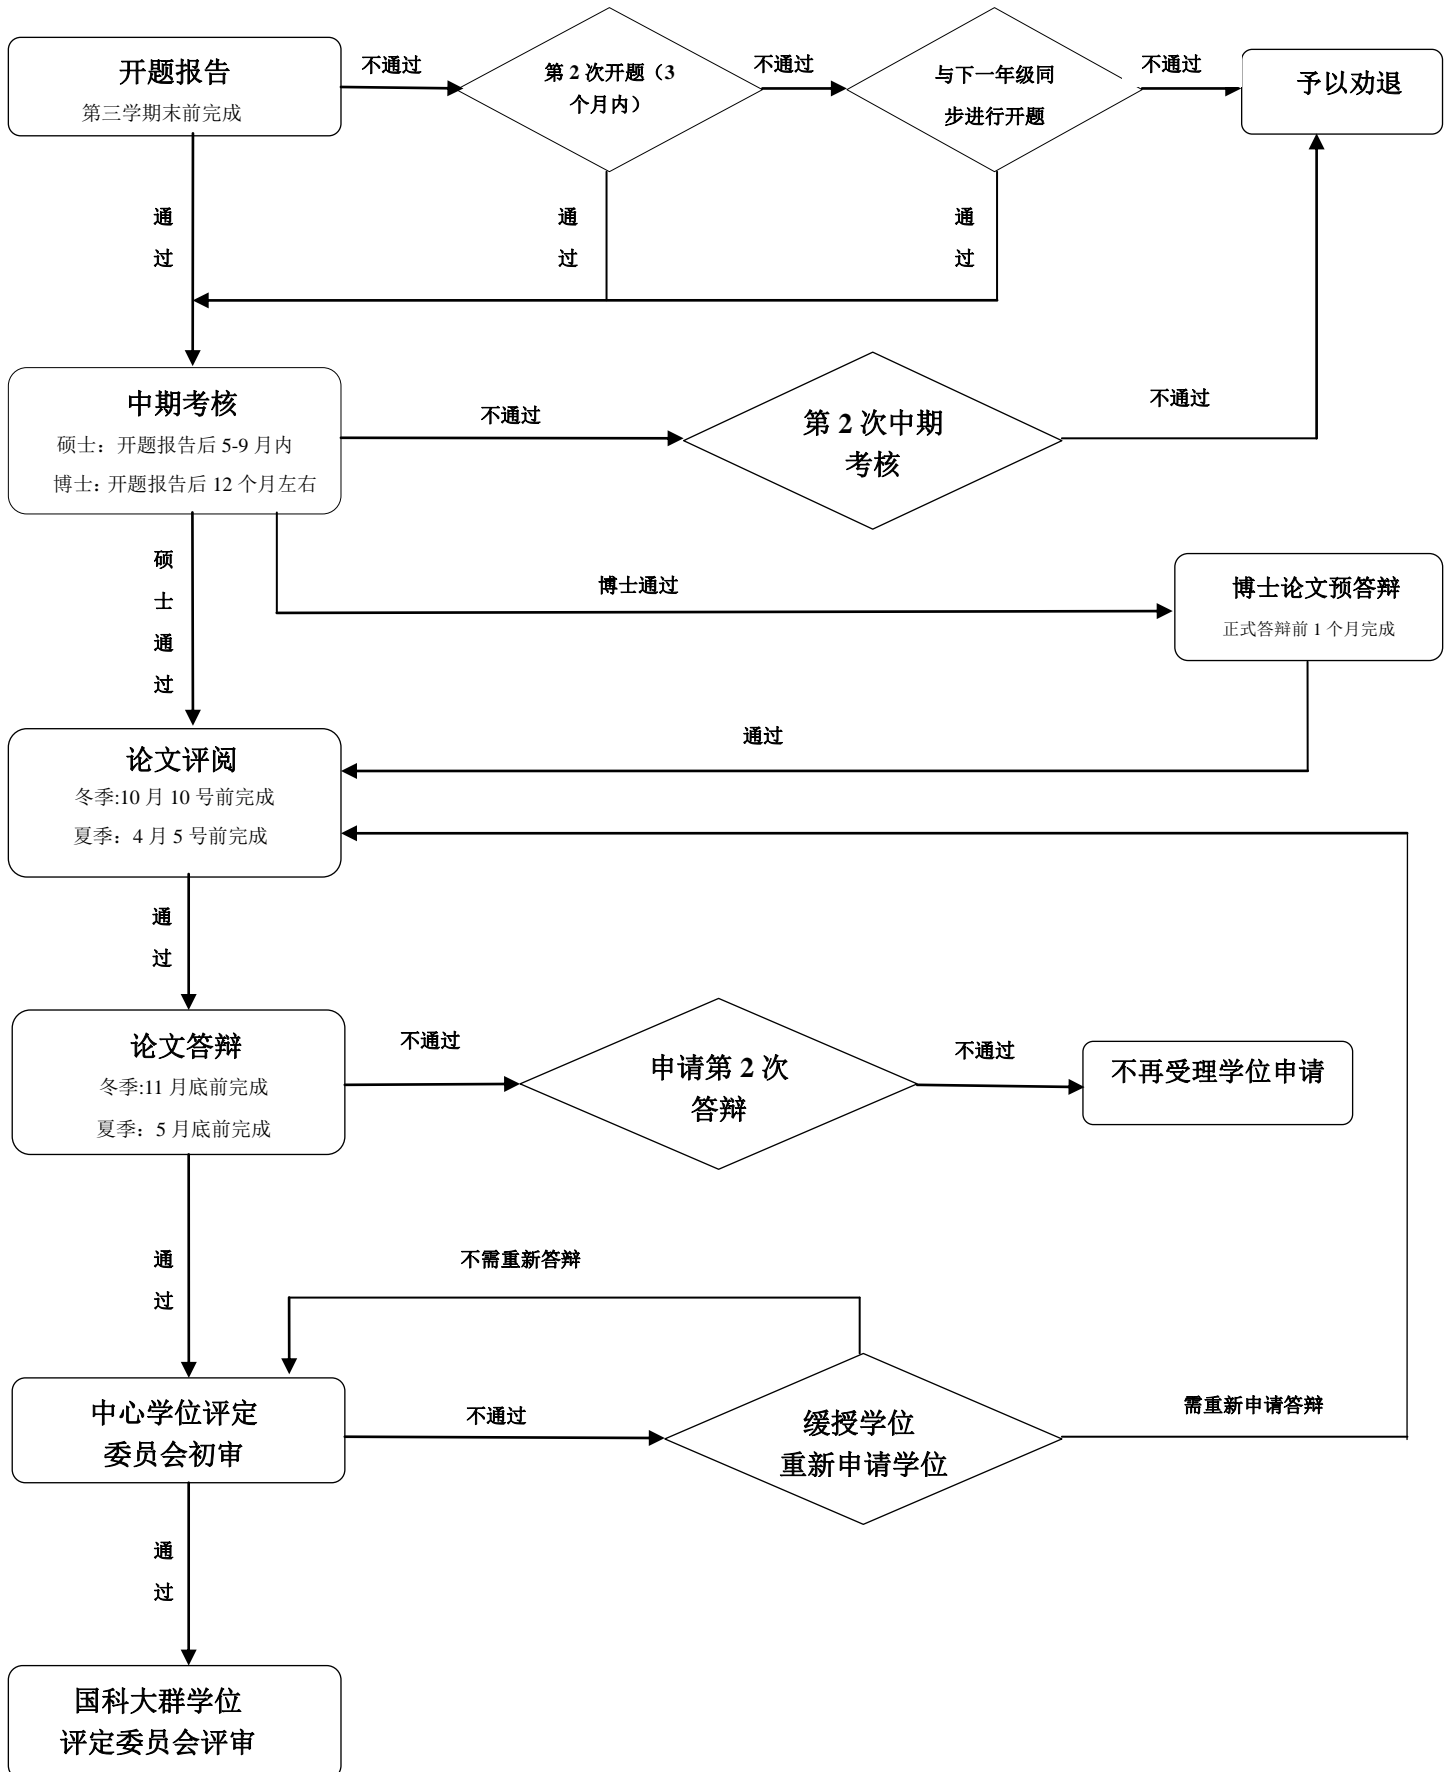 开题报告
第三学期末前完成
不通过
第 2 次开题（3
个月内）
不通过
与下一年级同
步进行开题
不通过
予以劝退
通
过
通
过
通
过
中期考核
硕士：开题报告后 5-9 月内
博士：开题报告后 12 个月左右
不通过
第 2 次中期
考核
不通过
硕
士
通
过
博士通过
博士论文预答辩
正式答辩前 1 个月完成
通过
论文评阅
冬季:10 月 10 号前完成
夏季：4 月 5 号前完成
通
过
论文答辩
冬季:11 月底前完成
夏季：5 月底前完成
不通过
申请第 2 次
答辩
不通过
不再受理学位申请
通
过
不需重新答辩
中心学位评定
委员会初审
不通过
缓授学位
重新申请学位
需重新申请答辩
通
过
国科大群学位
评定委员会评审